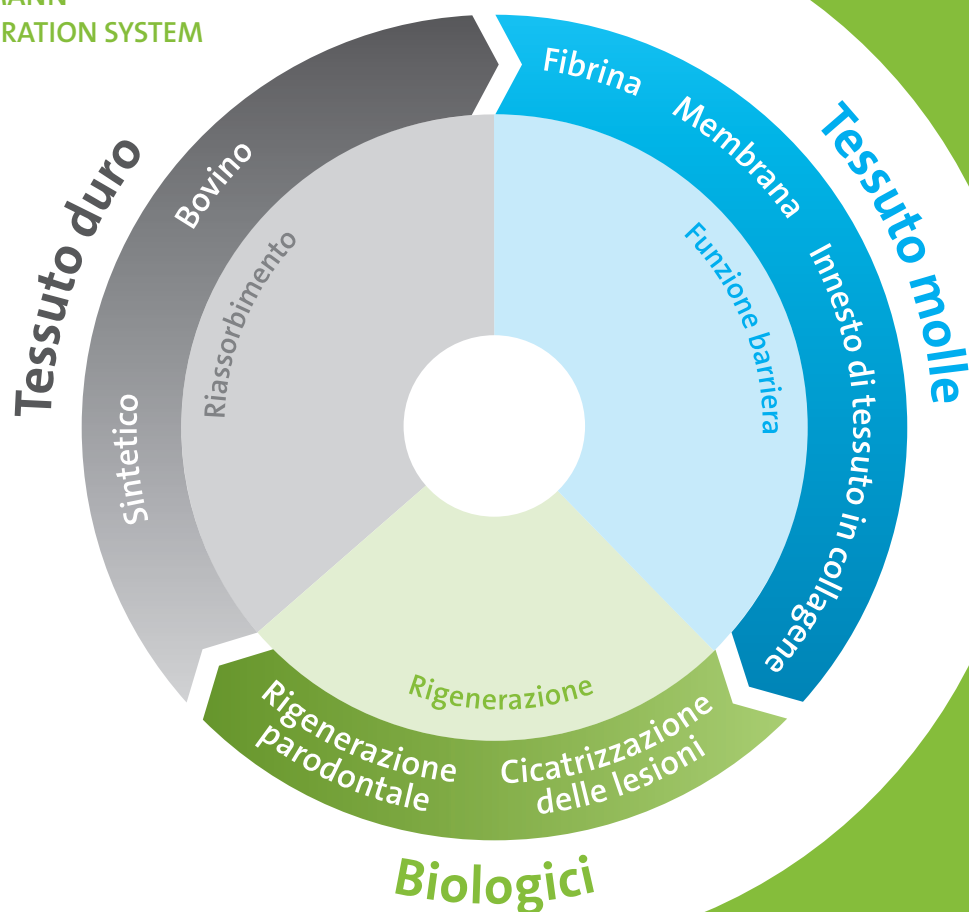 RATION SYSTEM
Tessuto duro
Bovino
Sintetico
Riassorbimento
Tessuto molle
Fibrina
Membrana
Innesto di tessuto in collagene
Funzione barriera
Rigenerazione
Rigenerazione
parodontale
Cicatrizzazione
delle lesioni
Biologici